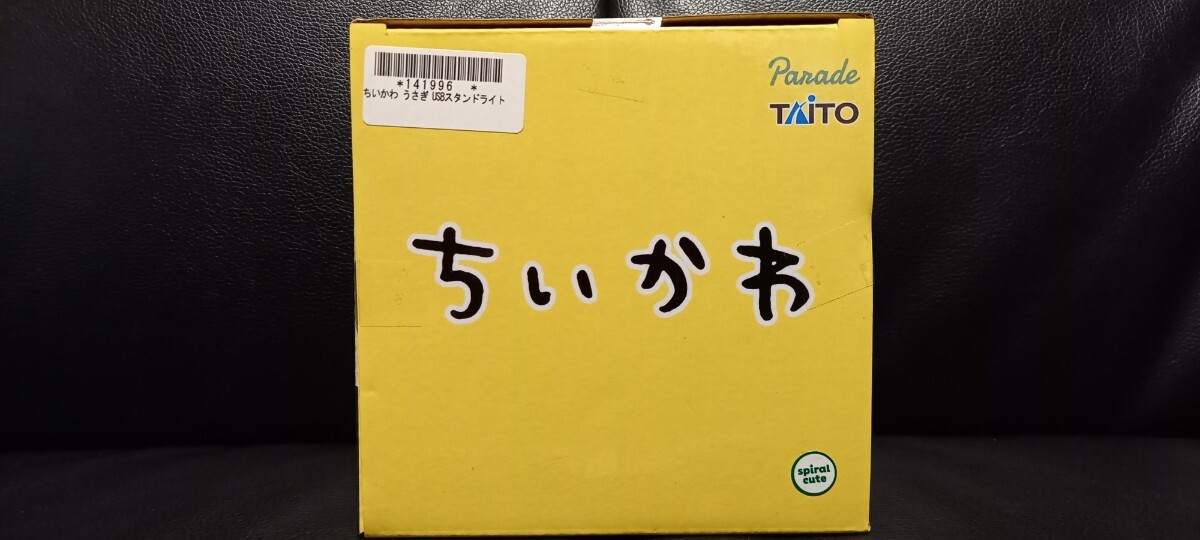 *141996 *
ちいかわ うさぎ USBスタンドライト
Parade
TAITO
ちいかわ
spiral
cute